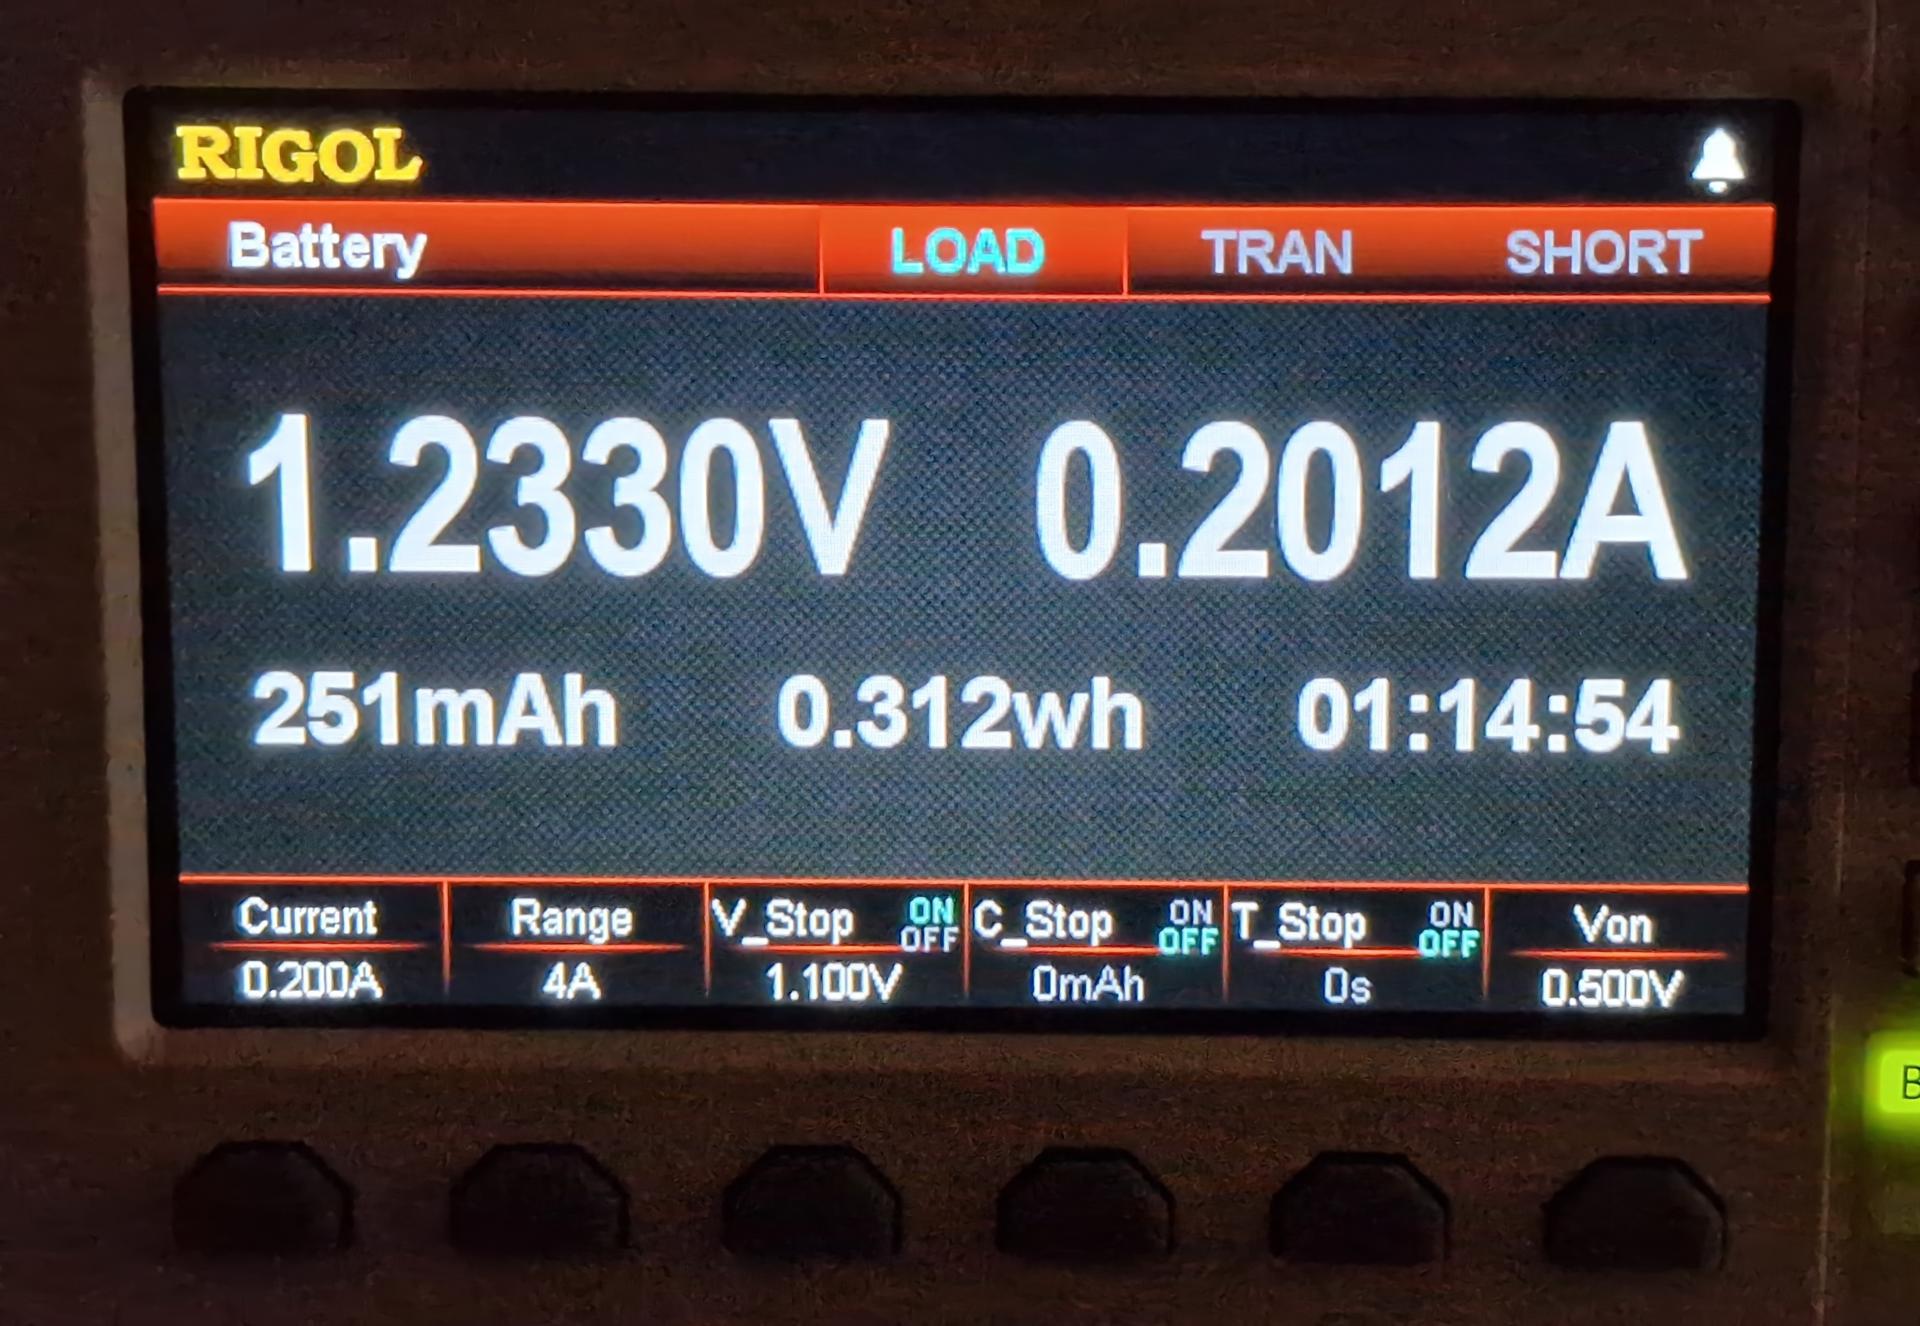 RIGOL
Battery LOAD TRAN SHORT
1.2330V 0.2012A
251mAh 0.312wh 01:14:54
Current Range V_Stop ON OFF C_Stop ON OFF T_Stop ON OFF Von
0.200A 4A 1.100V 0mAh 0s 0.500V